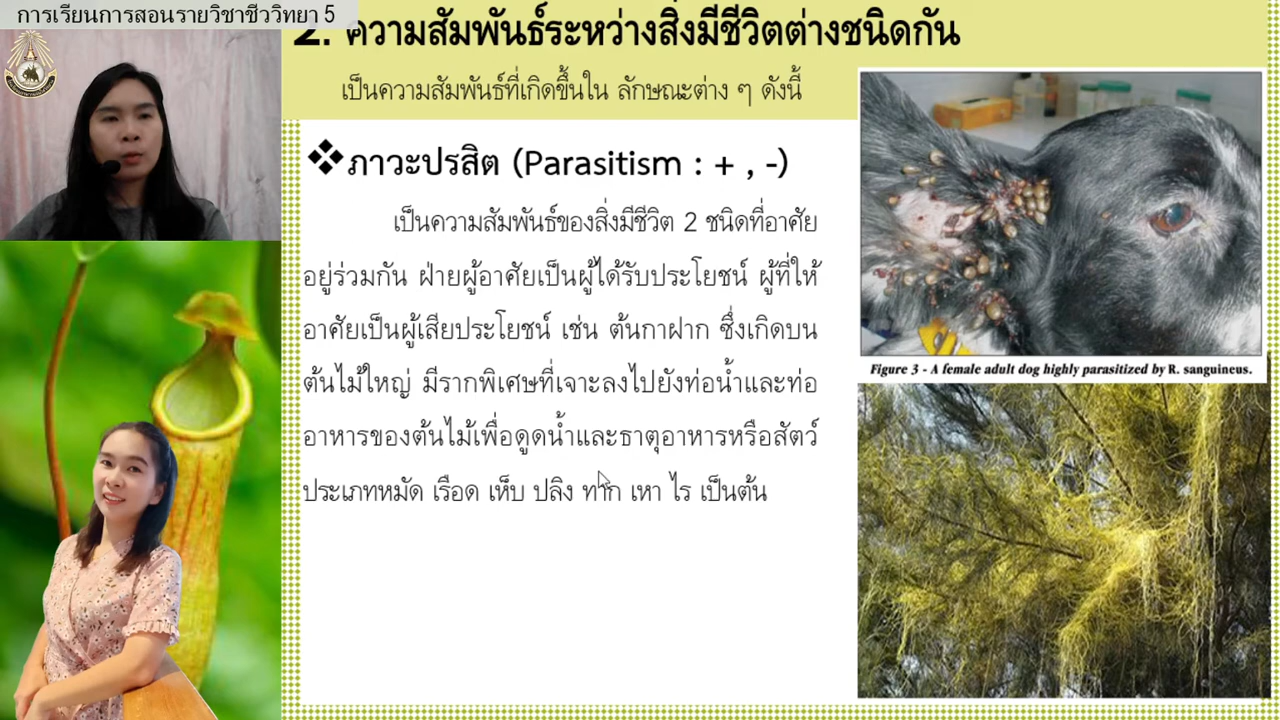 การเรียนการสอนรายวิชาชีววิทยา 5
2. ความสัมพันธ์ระหว่างสิ่งมีชีวิตต่างชนิดกัน
เป็นความสัมพันธ์ที่เกิดขึ้นใน ลักษณะต่าง ๆ ดังนี้
❖ภาวะปรสิต (Parasitism : + , -)
เป็นความสัมพันธ์ของสิ่งมีชีวิต 2 ชนิดที่อาศัย
อยู่ร่วมกัน ฝ่ายผู้อาศัยเป็นผู้ได้รับประโยชน์ ผู้ที่ให้
อาศัยเป็นผู้เสียประโยชน์ เช่น ต้นกาฝาก ซึ่งเกิดบน
ต้นไม้ใหญ่ มีรากพิเศษที่เจาะลงไปยังท่อน้ำและท่อ
อาหารของต้นไม้เพื่อดูดน้ำและธาตุอาหารหรือสัตว์
ประเภทหมัด เรือด เห็บ ปลิง ทาก เหา ไร เป็นต้น
Figure 3 - A female adult dog highly parasitized by R. sanguineus.